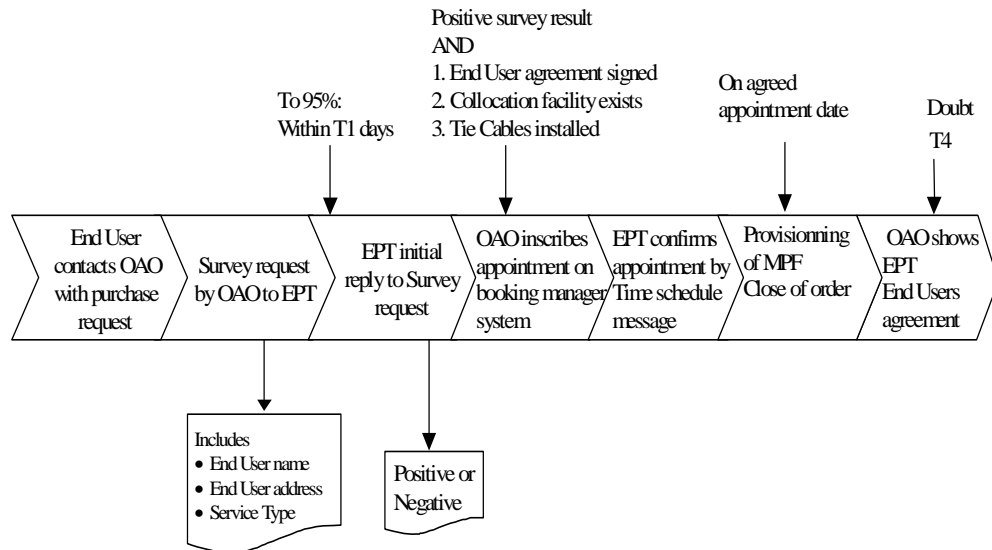 Positive survey result
AND
1. End User agreement signed
2. Collocation facility exists
3. Tie Cables installed
To 95%:
Within T1 days
On agreed
appointment date
Doubt
T4
End User
contacts OAO
with purchase
request
Survey request
by OAO to EPT
EPT initial
reply to Survey
request
OAO inscribes
appointment on
booking manager
system
EPT confirms
appointment by
Time schedule
message
Provisionning
of MPF
Close of order
OAO shows
EPT
End Users
agreement
Includes
• End User name
• End User address
• Service Type
Positive or
Negative